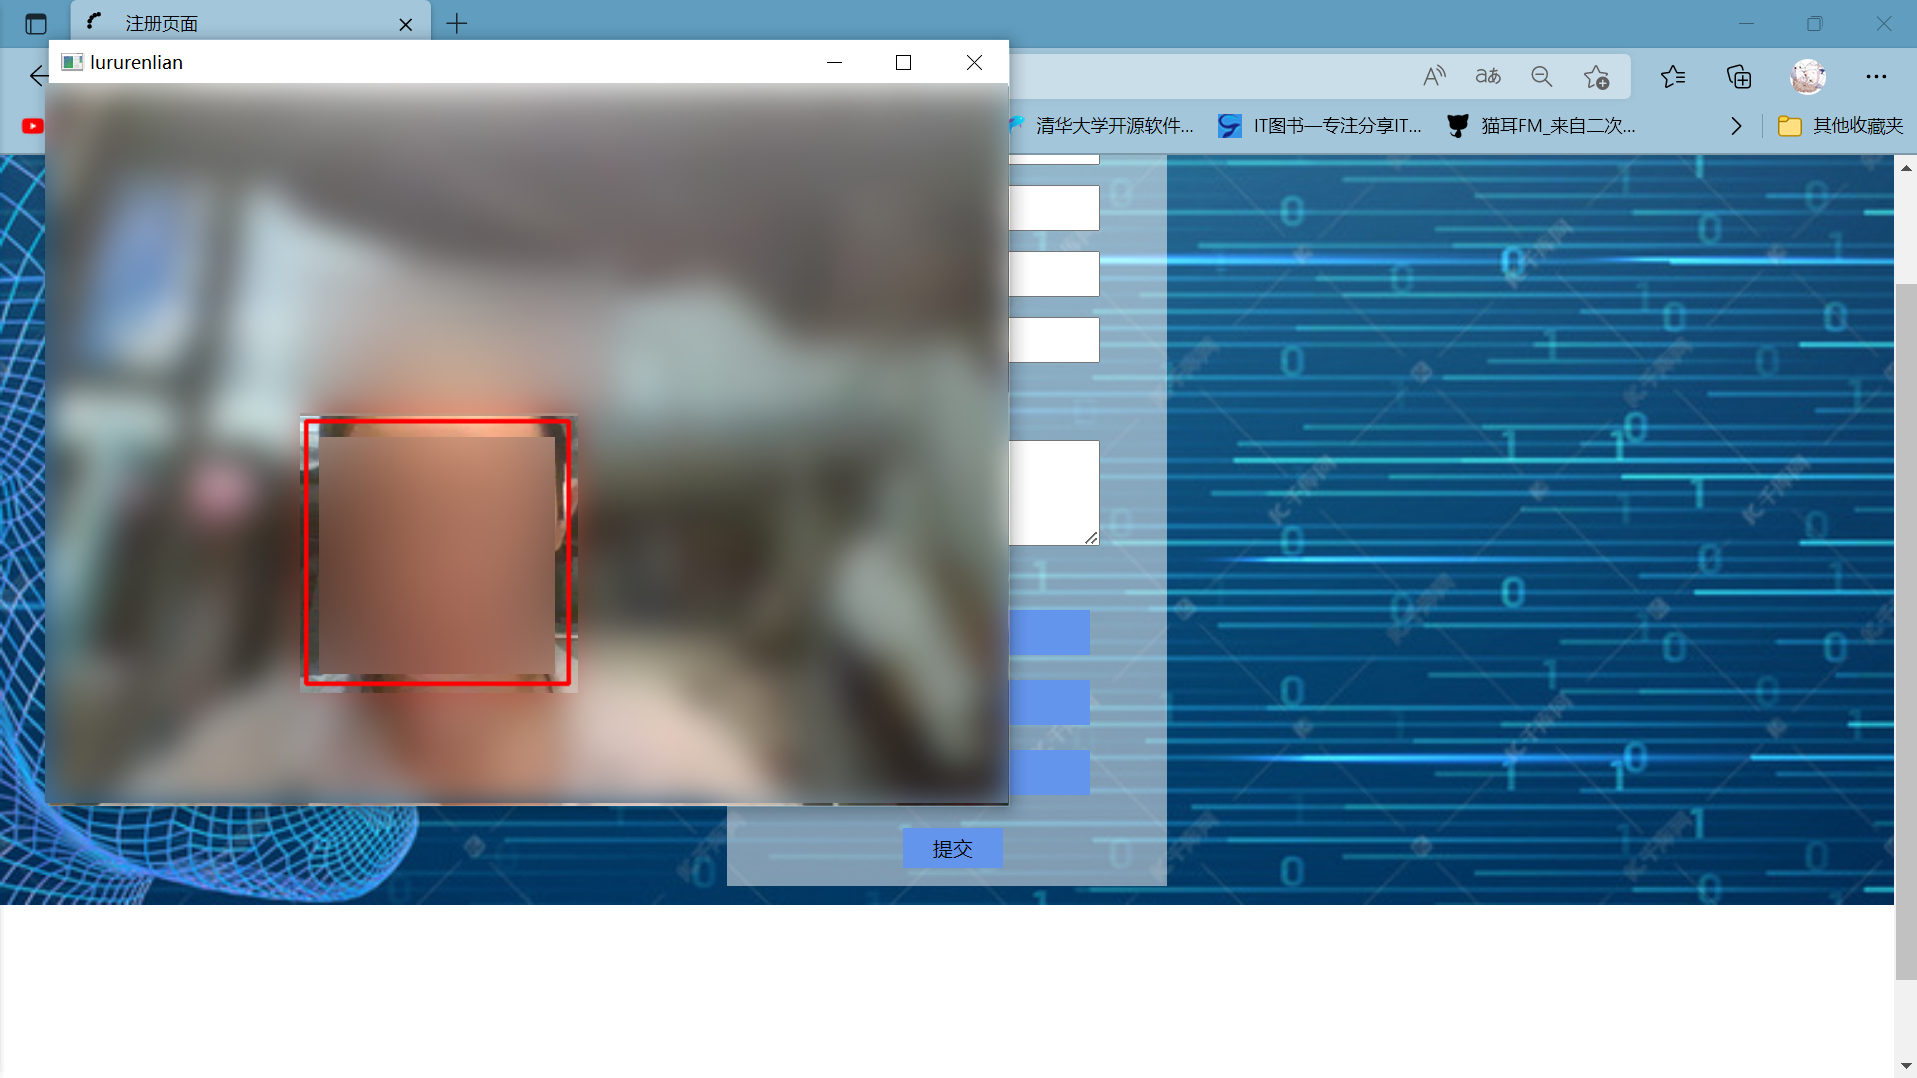 注册页面
lururenlian
aあ
清华大学开源软件...
IT图书—专注分享IT...
猫耳FM_来自二次...
其他收藏夹
提交